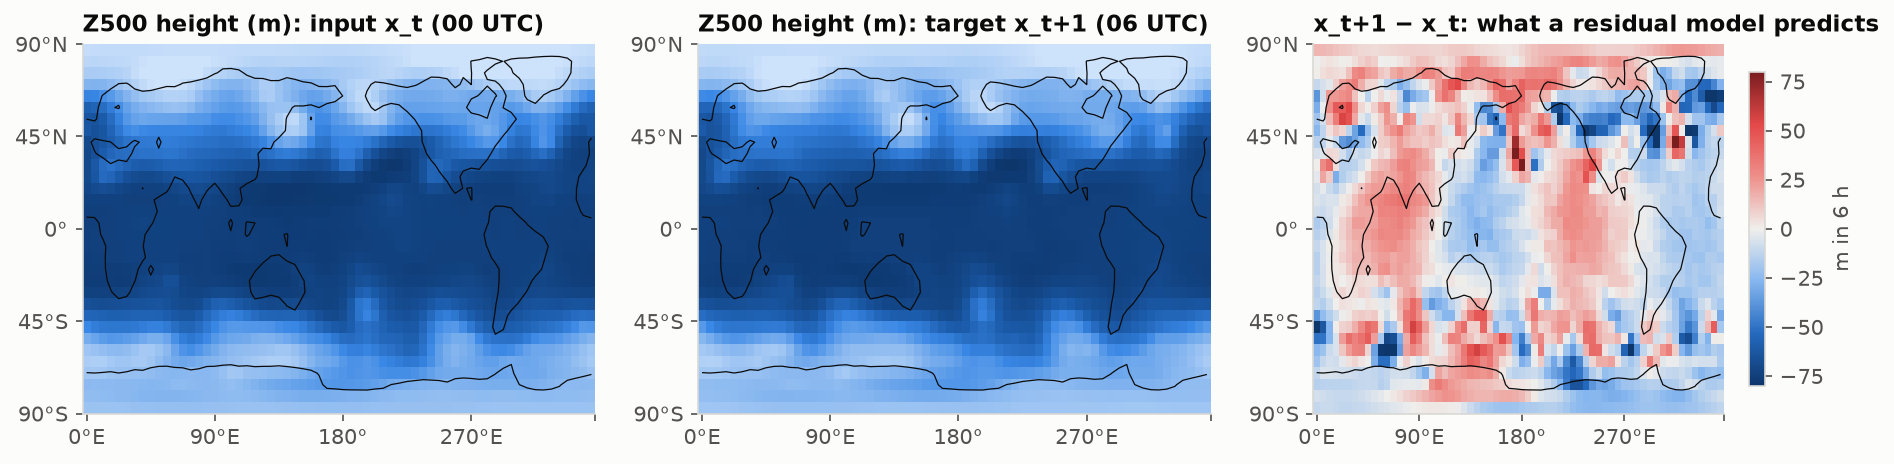 Z500 height (m): input x_t (00 UTC)
90°N
45°N
0°
45°S
90°S
0°E 90°E 180° 270°E
Z500 height (m): target x_t+1 (06 UTC)
90°N
45°N
0°
45°S
90°S
0°E 90°E 180° 270°E
x_t+1 − x_t: what a residual model predicts
90°N
45°N
0°
45°S
90°S
0°E 90°E 180° 270°E
75
50
25
0
−25
−50
−75
m in 6 h